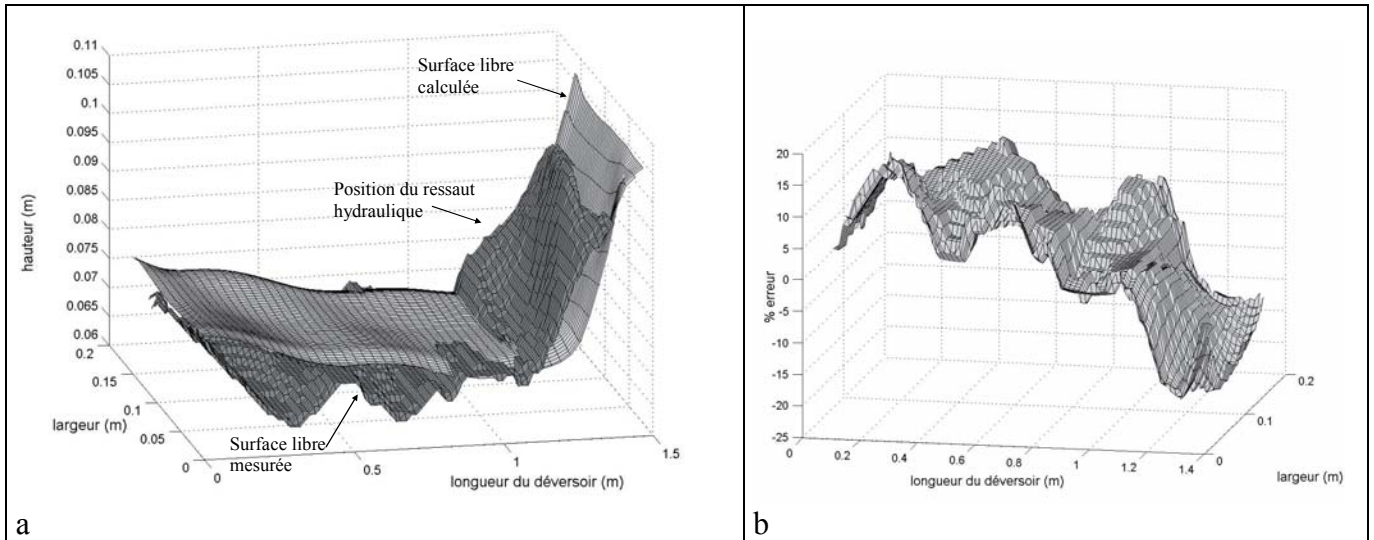 0.11
0.105
0.1
0.095
0.09
0.085
0.08
0.075
0.07
0.065
0.06
hauteur (m)
0.2
0.15
0.1
0.05
0
largeur (m)
0
0.5
1
1.5
longueur du déversoir (m)
Surface libre
calculée
Position du ressaut
hydraulique
Surface libre
mesurée
a
20
15
10
5
0
-5
-10
-15
-20
-25
% erreur
0
0.2
0.4
0.6
0.8
1
1.2
1.4
longueur du déversoir (m)
0
0.1
0.2
largeur (m)
b